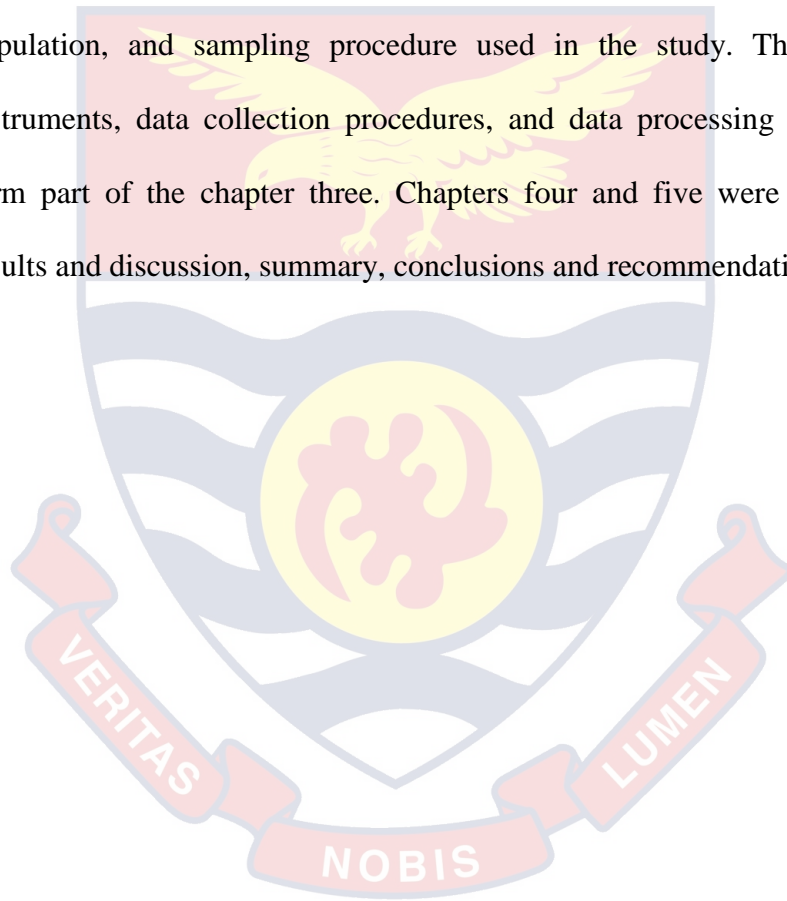 pulation, and sampling procedure used in the study. Th
truments, data collection procedures, and data processing
rm part of the chapter three. Chapters four and five were
ults and discussion, summary, conclusions and recommendati
VERITAS
NOBIS
LUMEN